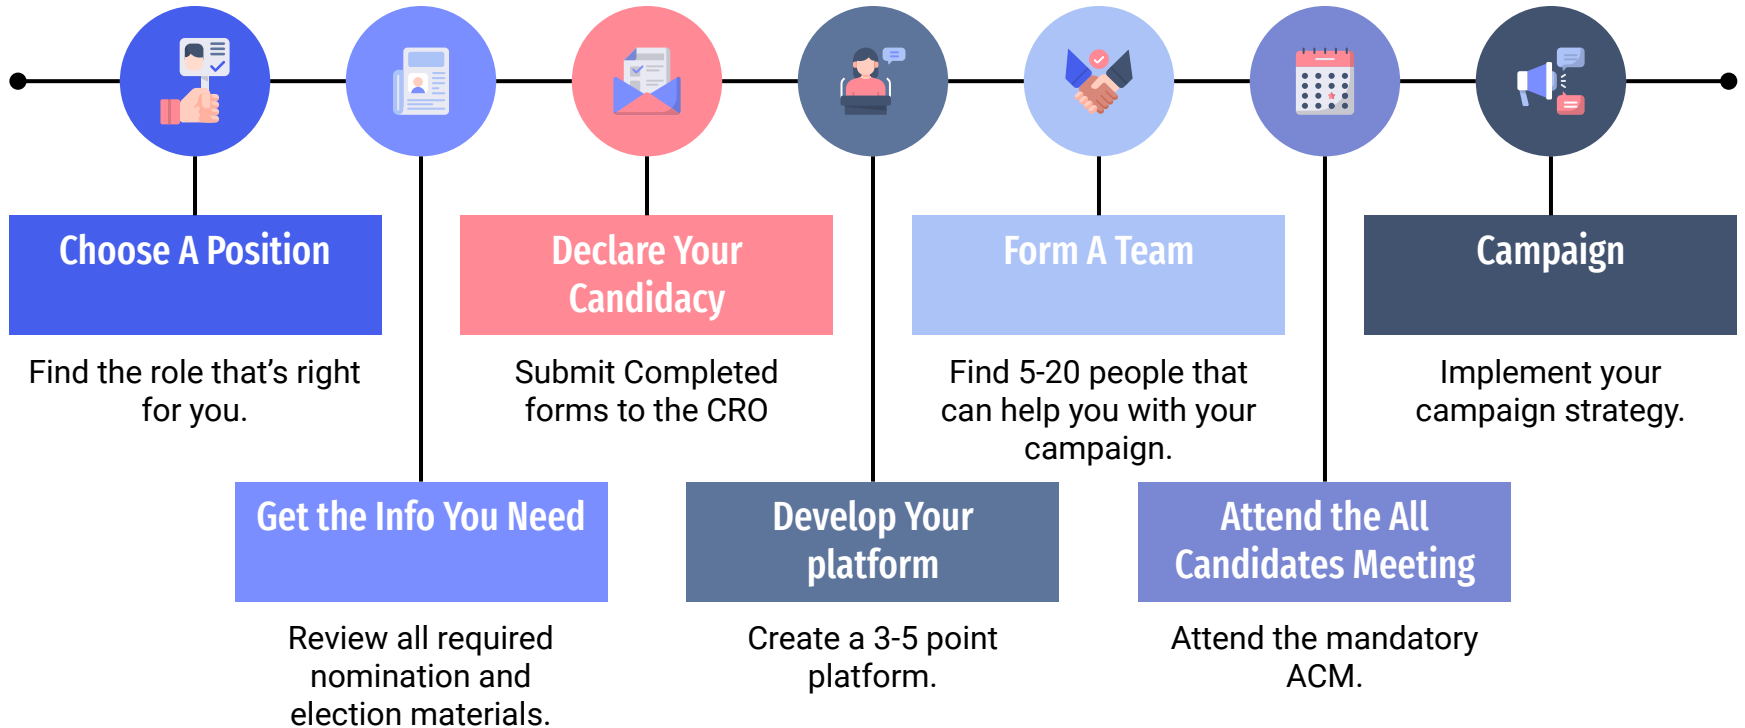 Choose A Position
Find the role that's right
for you.
Get the Info You Need
Review all required
nomination and
election materials.
Declare Your
Candidacy
Submit Completed
forms to the CRO
Develop Your
platform
Create a 3-5 point
platform.
Form A Team
Find 5-20 people that
can help you with your
campaign.
Attend the All
Candidates Meeting
Attend the mandatory
ACM.
Campaign
Implement your
campaign strategy.